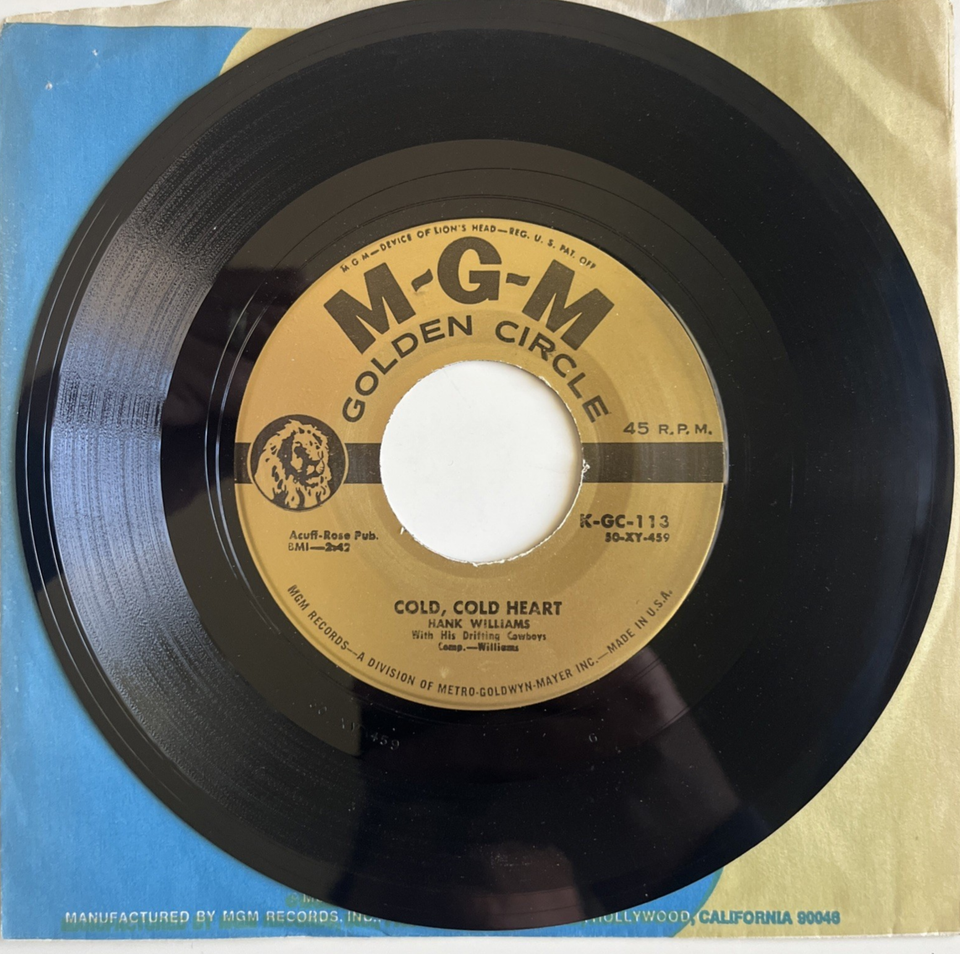 M G M—DEVICE OF LION'S HEAD—REG. U. S. PAT. OFF
M-G-M
GOLDEN CIRCLE
45 R.P.M.
K-GC-113
50-XY-459
Acuff-Rose Pub.
BMI—2:42
COLD, COLD HEART
HANK WILLIAMS
With His Drifting Cowboys
Comp.—Williams
MGM RECORDS—A DIVISION OF METRO-GOLDWYN-MAYER INC.—MADE IN U.S.A.
MANUFACTURED BY MGM RECORDS, INC. HOLLYWOOD, CALIFORNIA 90046